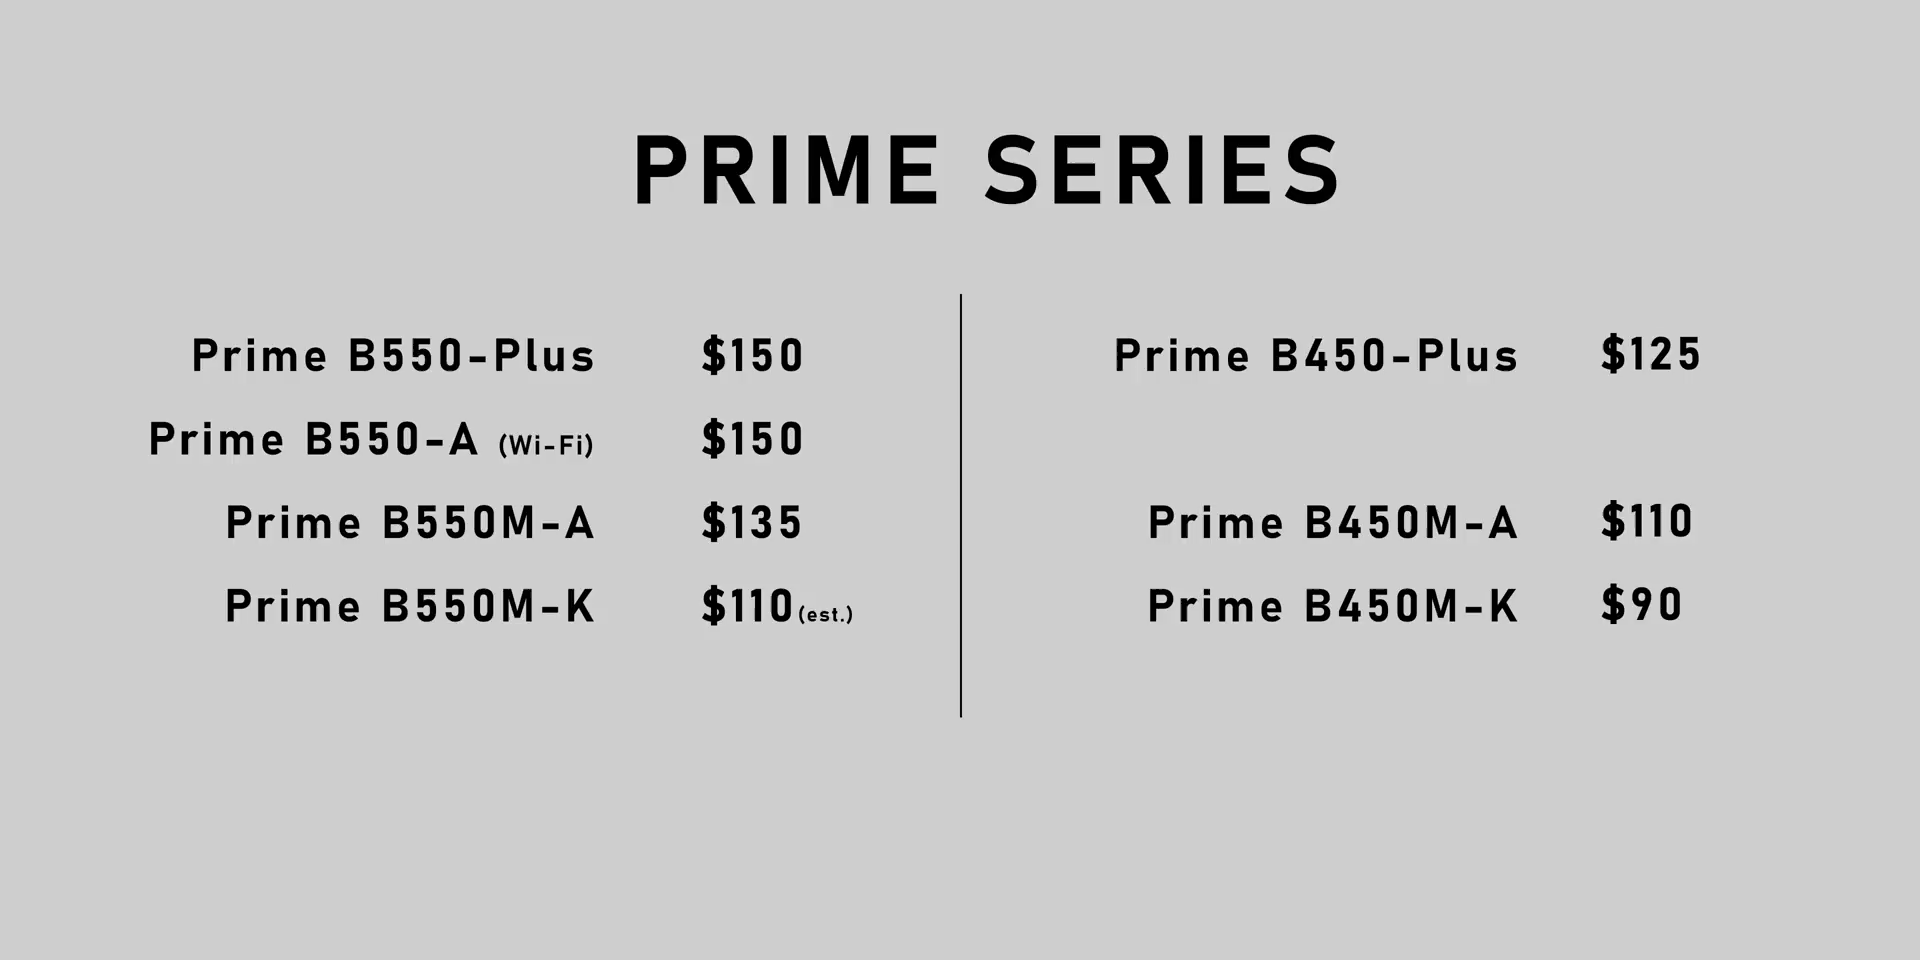 PRIME SERIES
Prime B550-Plus $150
Prime B550-A (Wi-Fi) $150
Prime B550M-A $135
Prime B550M-K $110(est.)
Prime B450-Plus $125
Prime B450M-A $110
Prime B450M-K $90